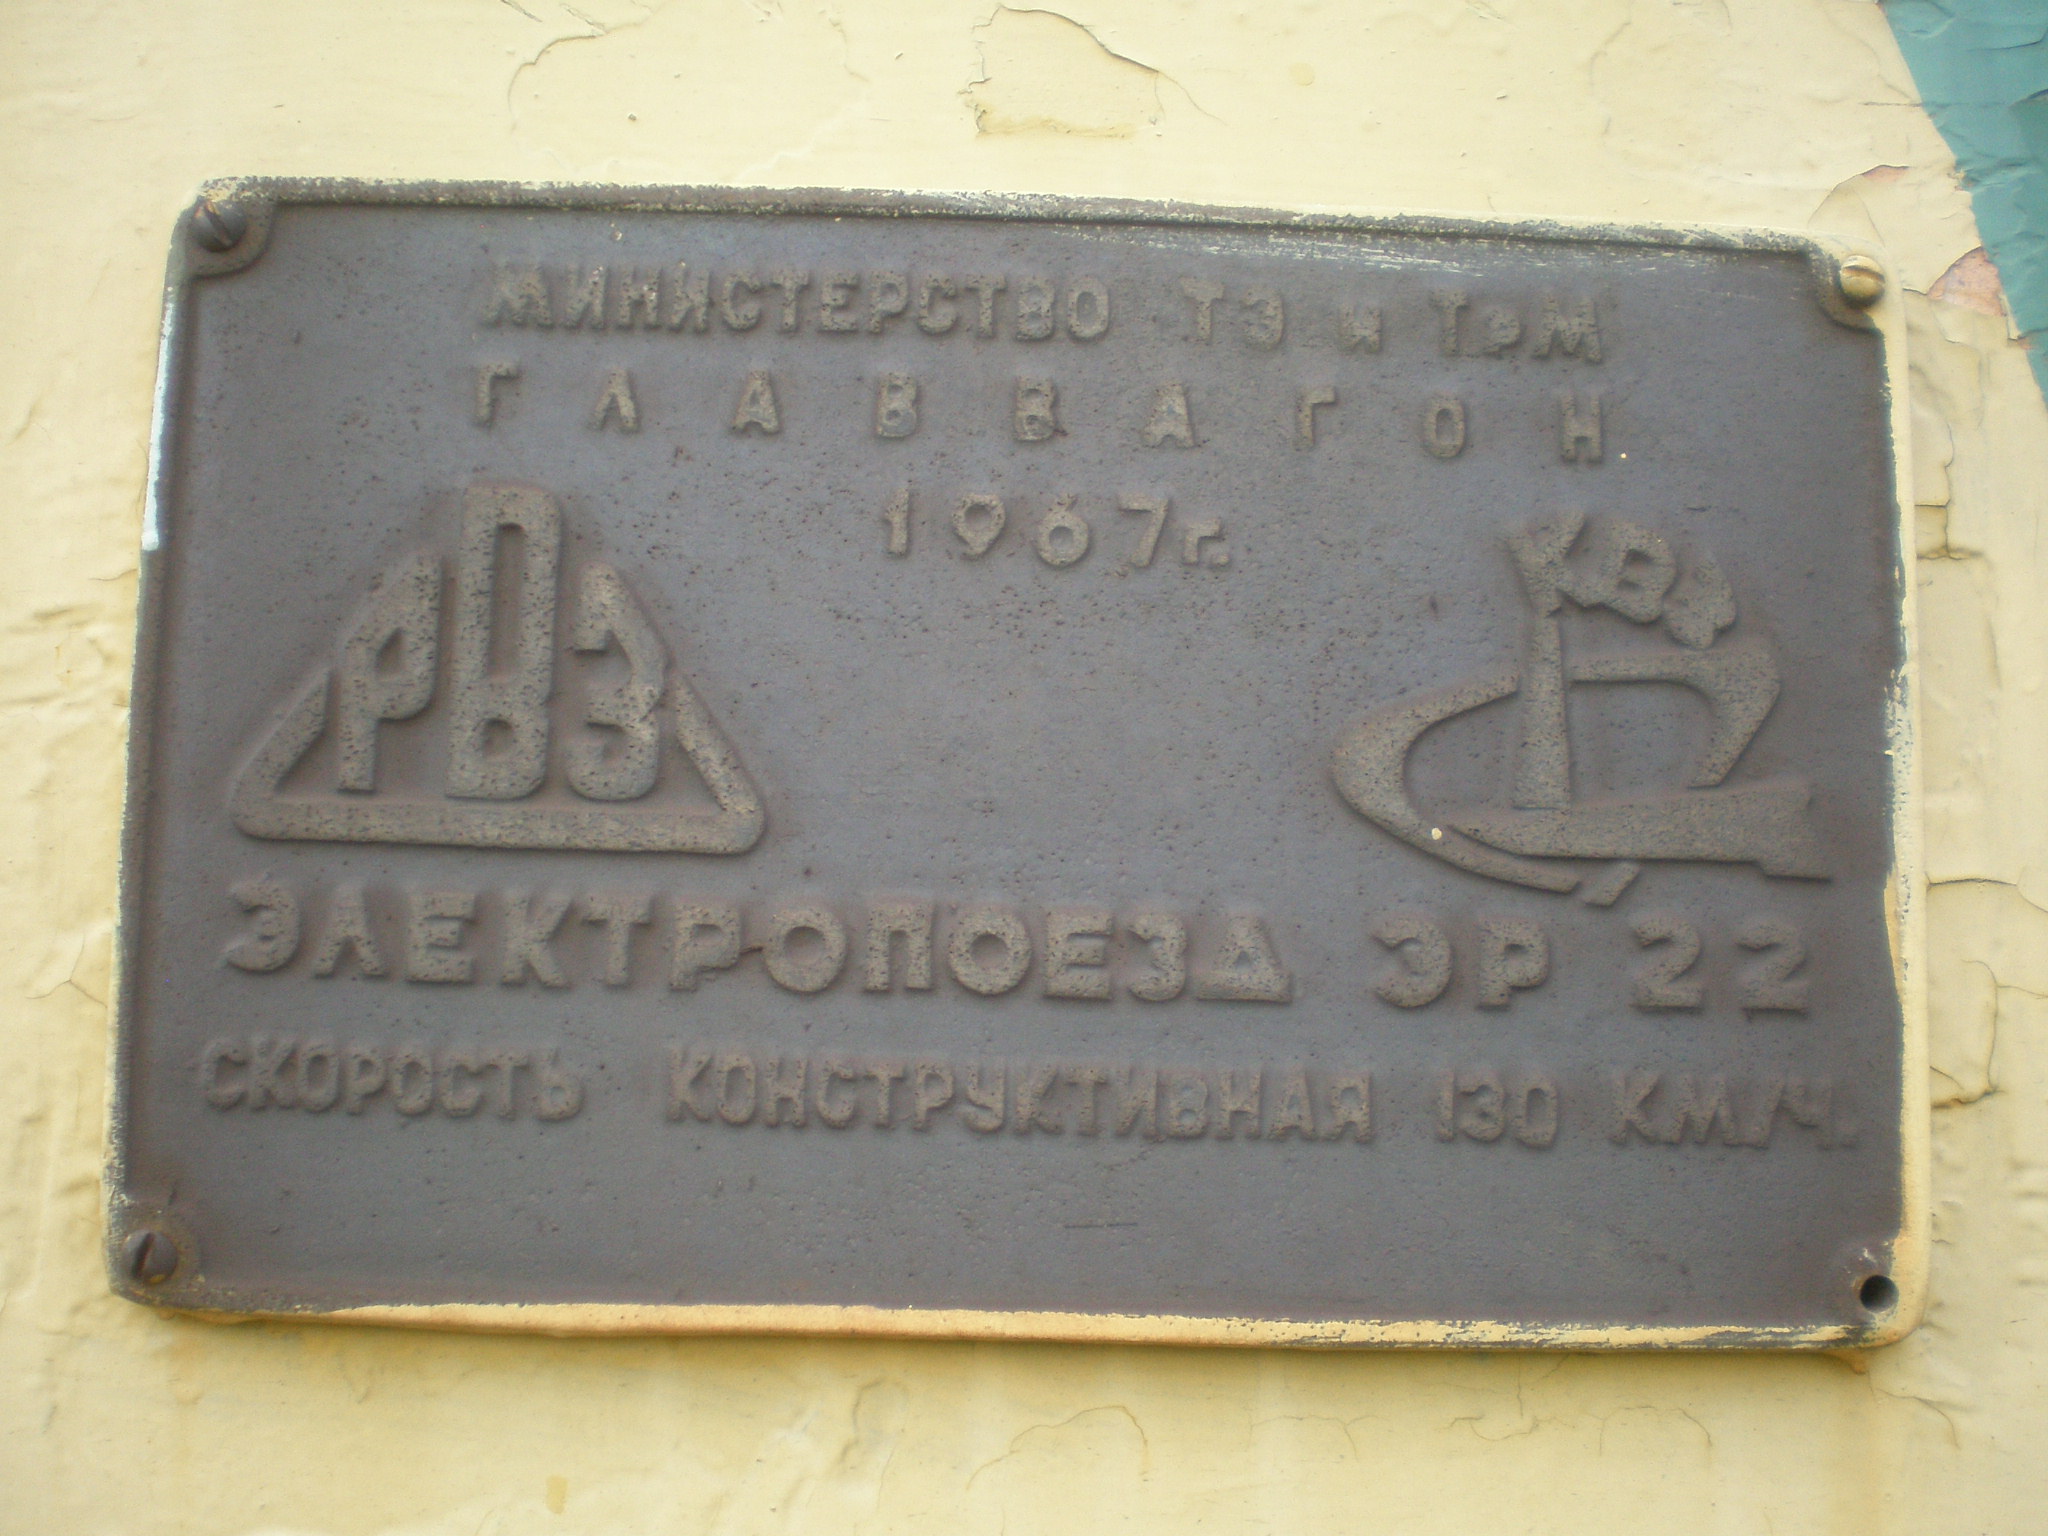 МИНИСТЕРСТВО ТЭ и ТрМ
ГЛАВВАГОН
1967г.
РВЗ
КВЗ
ЭЛЕКТРОПОЕЗД ЭР 22
СКОРОСТЬ КОНСТРУКТИВНАЯ 130 КМ/Ч.